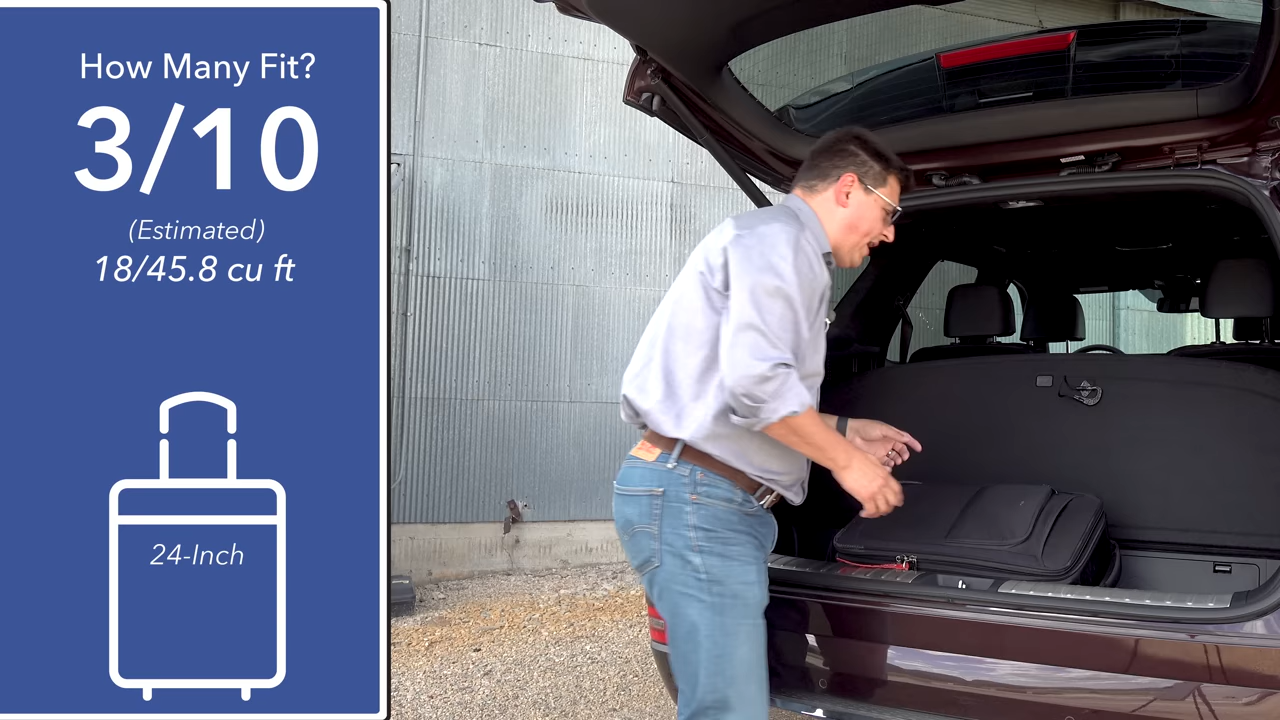 How Many Fit?
3/10
(Estimated)
18/45.8 cu ft
24-Inch